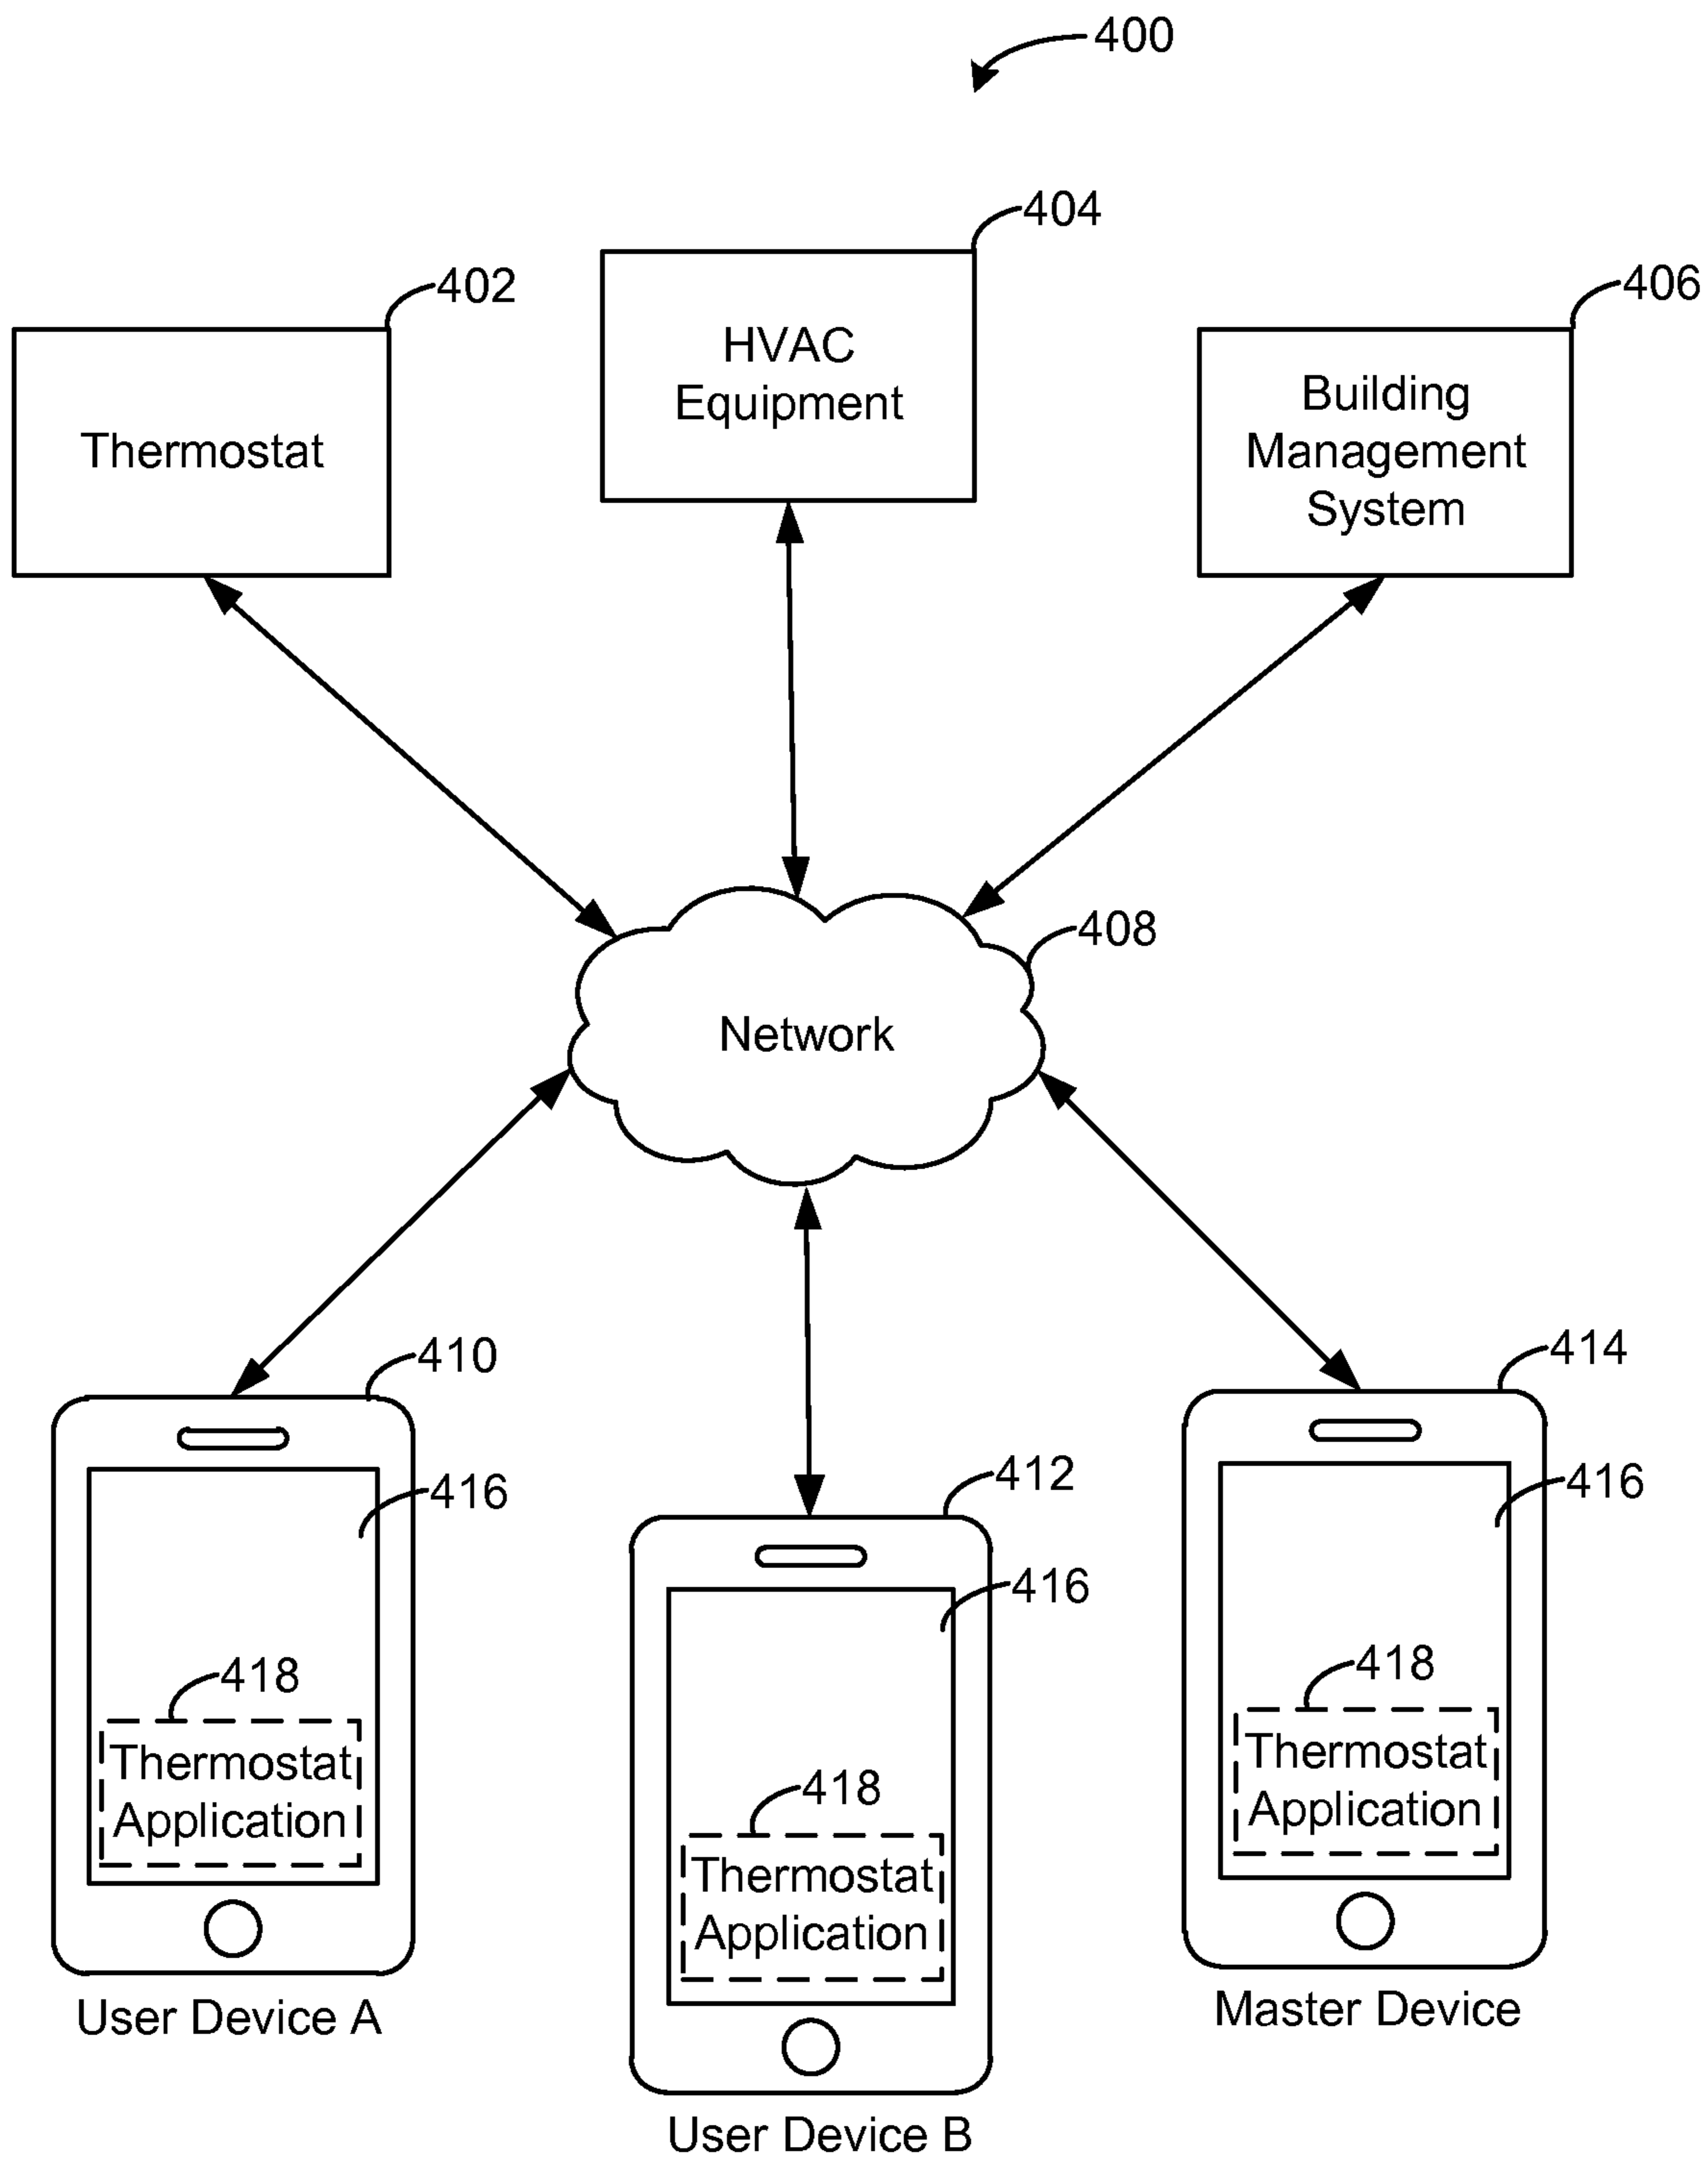 400
404
402
406
HVAC
Equipment
Thermostat
Building
Management
System
408
Network
410
414
416
412
416
416
418
Thermostat
Application
418
Thermostat
Application
418
Thermostat
Application
User Device A
Master Device
User Device B